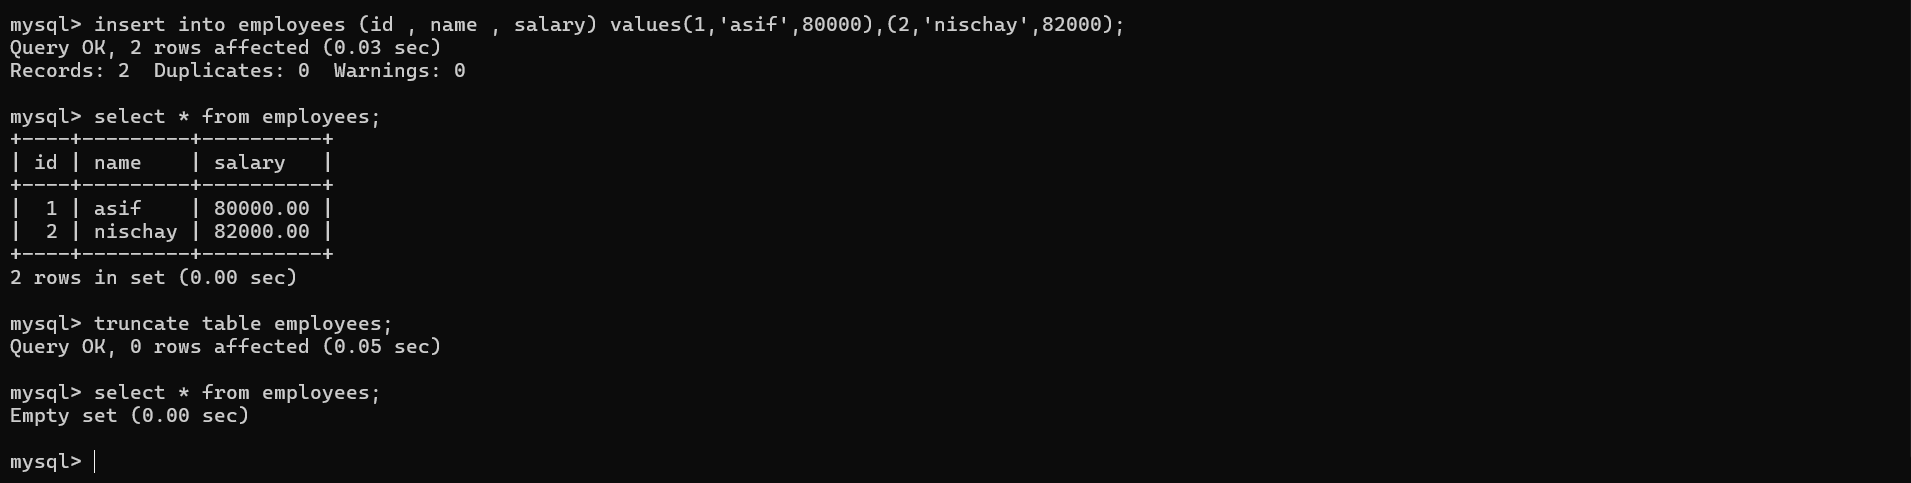 mysql> insert into employees (id , name , salary) values(1,'asif',80000),(2,'nischay',82000);
Query OK, 2 rows affected (0.03 sec)
Records: 2  Duplicates: 0  Warnings: 0
mysql> select * from employees;
+----+---------+----------+
| id | name    | salary   |
+----+---------+----------+
|  1 | asif    | 80000.00 |
|  2 | nischay | 82000.00 |
+----+---------+----------+
2 rows in set (0.00 sec)
mysql> truncate table employees;
Query OK, 0 rows affected (0.05 sec)
mysql> select * from employees;
Empty set (0.00 sec)
mysql>